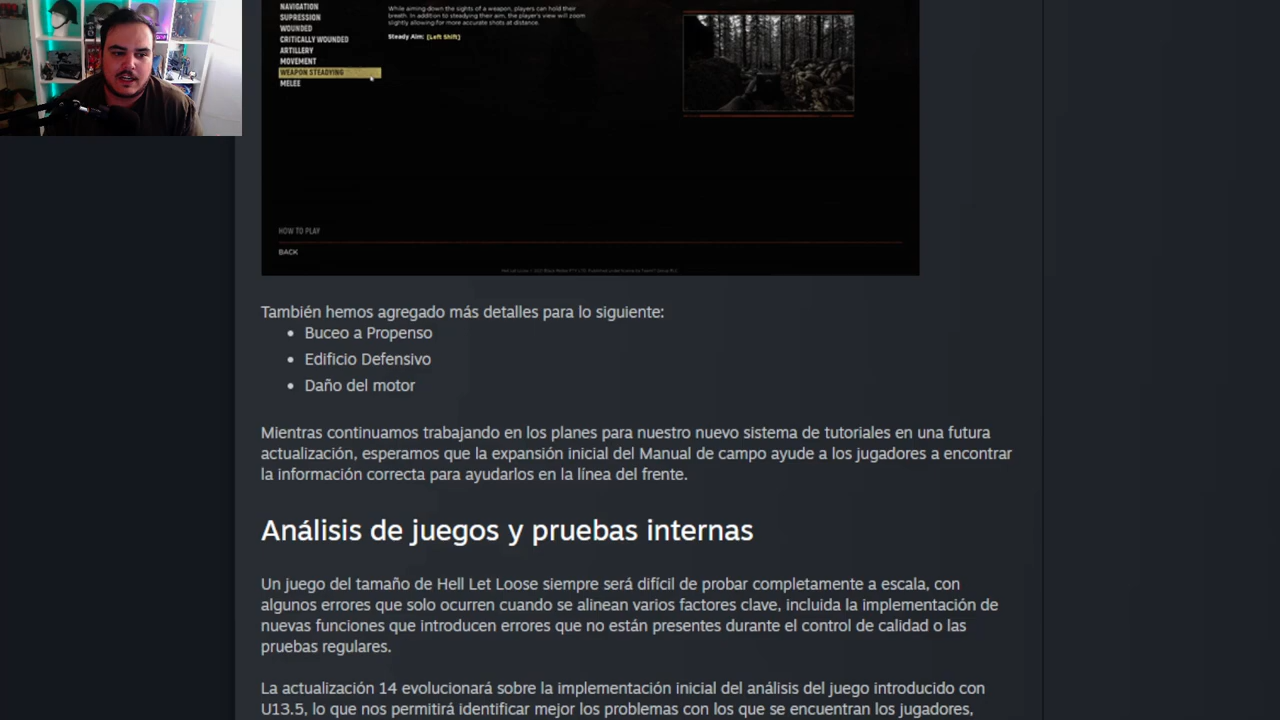 NAVIGATION
SUPRESSION
WOUNDED
CRITICALLY WOUNDED
ARTILLERY
MOVEMENT
WEAPON STEADYING
MELEE
While aiming down the sights of a weapon, players can hold their
breath. In addition to steadying their aim, the player's view will zoom
slightly allowing for more accurate shots at distance.
Steady Aim: [Left Shift]
HOW TO PLAY
BACK
También hemos agregado más detalles para lo siguiente:
• Buceo a Propenso
• Edificio Defensivo
• Daño del motor
Mientras continuamos trabajando en los planes para nuestro nuevo sistema de tutoriales en una futura
actualización, esperamos que la expansión inicial del Manual de campo ayude a los jugadores a encontrar
la información correcta para ayudarlos en la línea del frente.
Análisis de juegos y pruebas internas
Un juego del tamaño de Hell Let Loose siempre será difícil de probar completamente a escala, con
algunos errores que solo ocurren cuando se alinean varios factores clave, incluida la implementación de
nuevas funciones que introducen errores que no están presentes durante el control de calidad o las
pruebas regulares.
La actualización 14 evolucionará sobre la implementación inicial del análisis del juego introducido con
U13.5, lo que nos permitirá identificar mejor los problemas con los que se encuentran los jugadores,